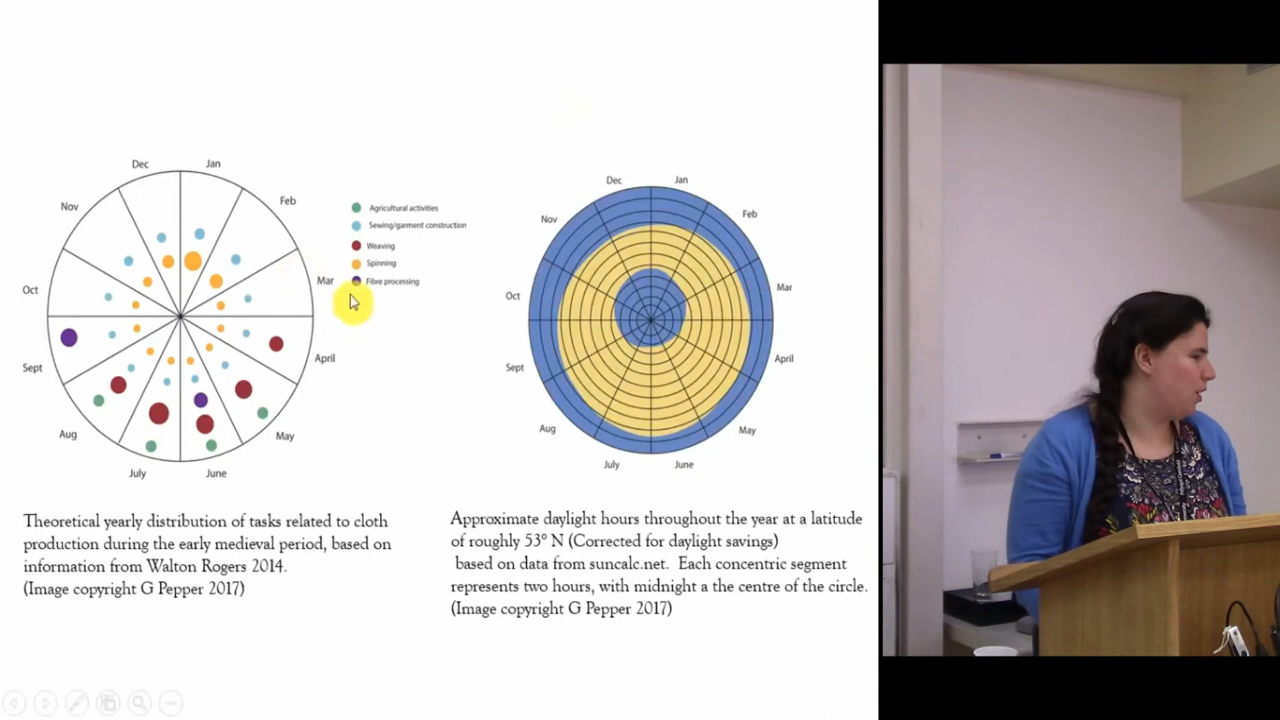 Dec
Jan
Nov
Feb
Oct
Mar
Sept
April
Aug
May
July
June
Agricultural activities
Sewing/garment construction
Weaving
Spinning
Fibre processing
Dec
Jan
Nov
Feb
Oct
Mar
Sept
April
Aug
May
July
June
Theoretical yearly distribution of tasks related to cloth
production during the early medieval period, based on
information from Walton Rogers 2014.
(Image copyright G Pepper 2017)
Approximate daylight hours throughout the year at a latitude
of roughly 53° N (Corrected for daylight savings)
based on data from suncalc.net. Each concentric segment
represents two hours, with midnight a the centre of the circle.
(Image copyright G Pepper 2017)